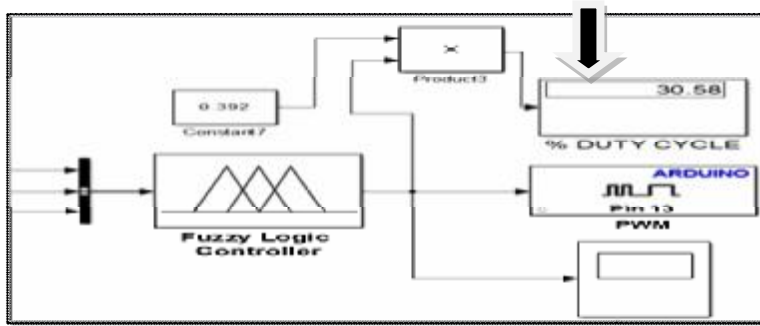 ×
Product3
30.58
0.392
Constant7
% DUTY CYCLE
ARDUINO
Pin 13
PWM
Fuzzy Logic
Controller